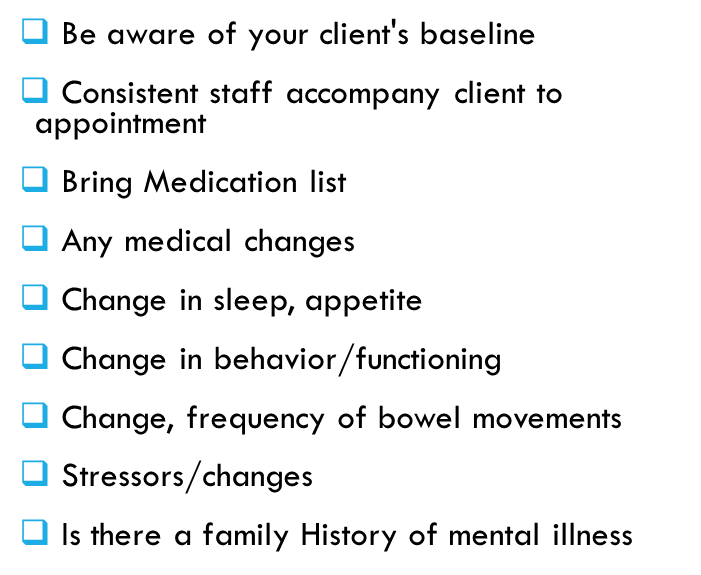 ❑ Be aware of your client's baseline
❑ Consistent staff accompany client to
appointment
❑ Bring Medication list
❑ Any medical changes
❑ Change in sleep, appetite
❑ Change in behavior/functioning
❑ Change, frequency of bowel movements
❑ Stressors/changes
❑ Is there a family History of mental illness